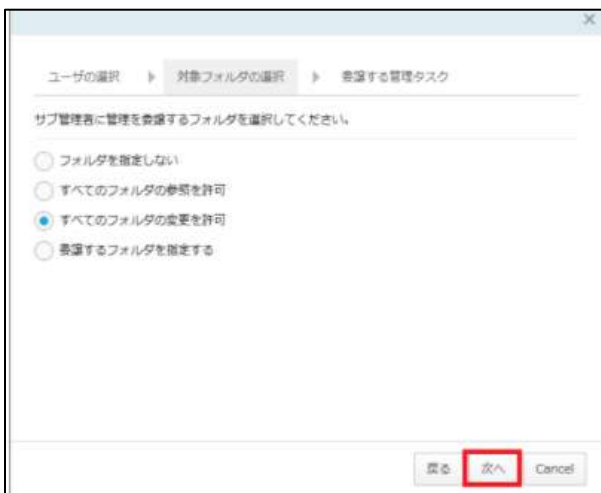 ×
ユーザの選択 ▶ 対象フォルダの選択 ▶ 委譲する管理タスク
サブ管理者に管理を委譲するフォルダを選択してください。
フォルダを指定しない
すべてのフォルダの参照を許可
すべてのフォルダの変更を許可
委譲するフォルダを指定する
戻る 次へ Cancel